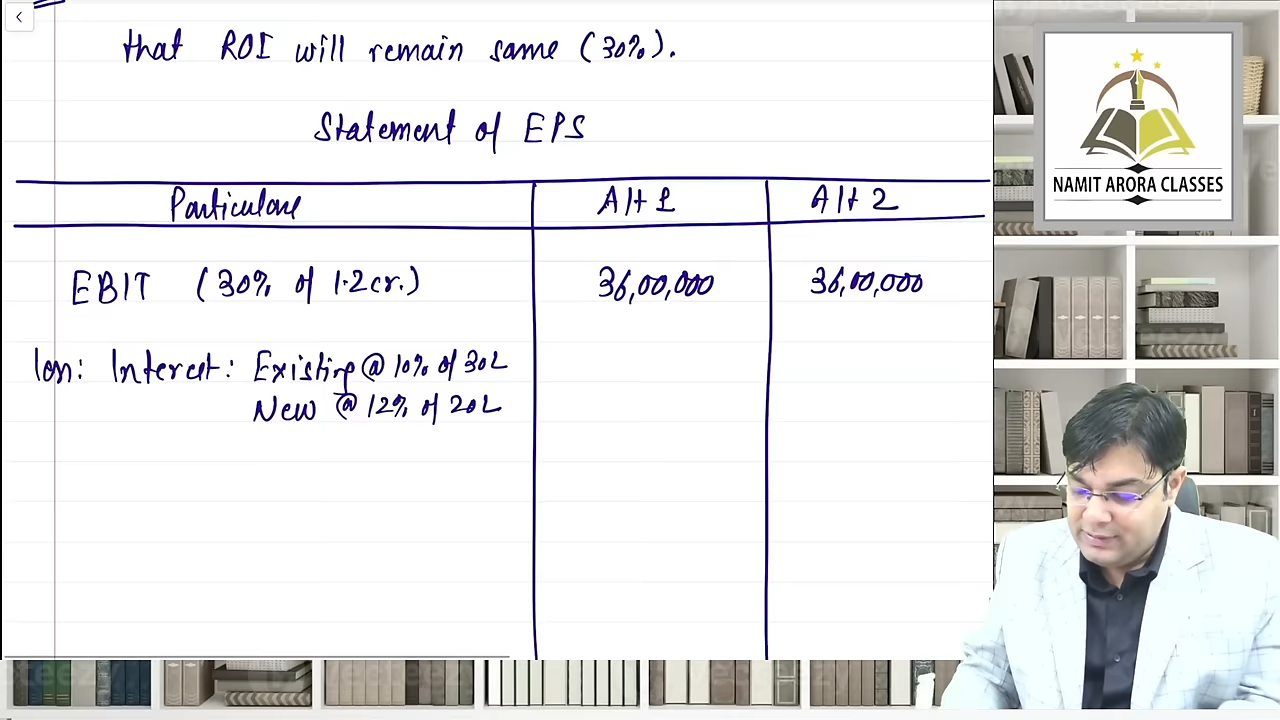 that ROI will remain same (30%).
Statement of EPS
Particulars Alt 1 Alt 2
EBIT (30% of 1.2cr.) 36,00,000 36,00,000
Less: Interest: Existing @ 10% of 30L
New @ 12% of 20L
NAMIT ARORA CLASSES